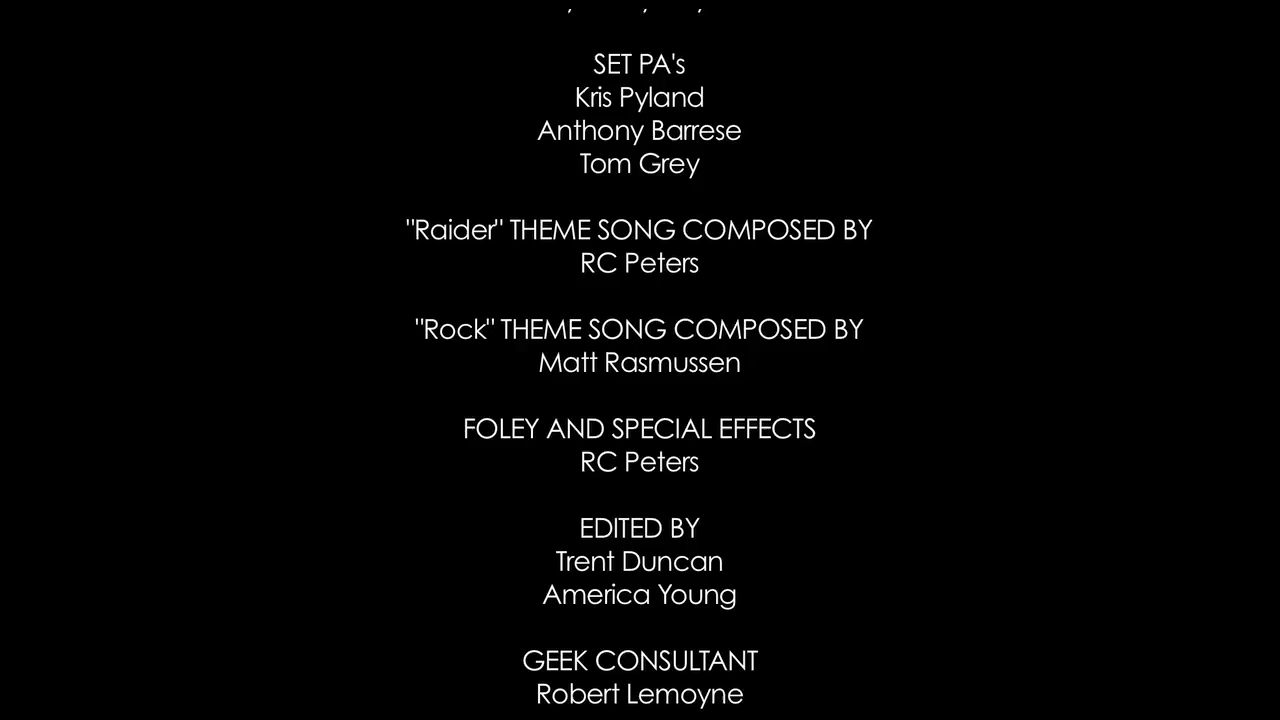 SET PA's
Kris Pyland
Anthony Barrese
Tom Grey
"Raider" THEME SONG COMPOSED BY
RC Peters
"Rock" THEME SONG COMPOSED BY
Matt Rasmussen
FOLEY AND SPECIAL EFFECTS
RC Peters
EDITED BY
Trent Duncan
America Young
GEEK CONSULTANT
Robert Lemoyne